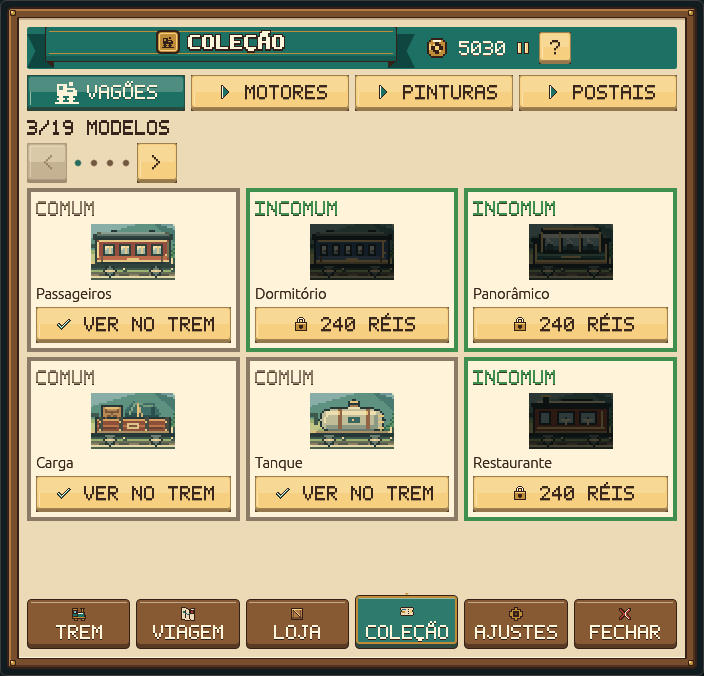 COLEÇÃO
5030
?
VAGÕES
MOTORES
PINTURAS
POSTAIS
3/19 MODELOS
COMUM
Passageiros
VER NO TREM
INCOMUM
Dormitório
240 RÉIS
INCOMUM
Panorâmico
240 RÉIS
COMUM
Carga
VER NO TREM
COMUM
Tanque
VER NO TREM
INCOMUM
Restaurante
240 RÉIS
TREM
VIAGEM
LOJA
COLEÇÃO
AJUSTES
FECHAR